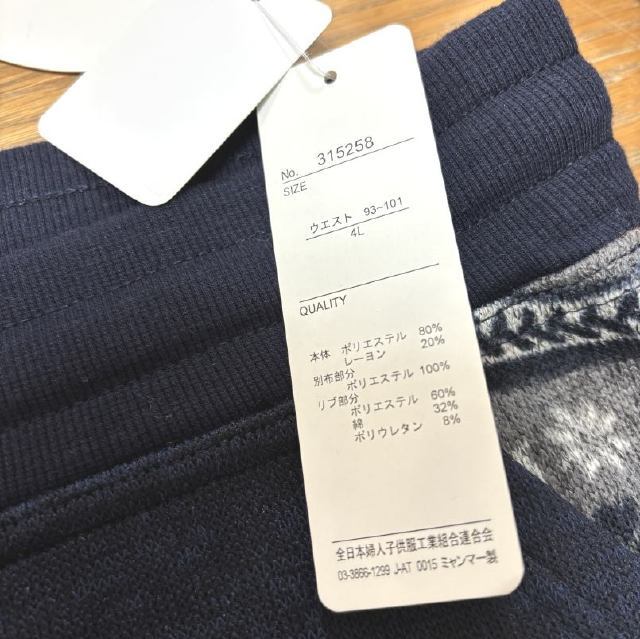 No. 315258
SIZE
ウエスト 93~101
4L
QUALITY
本体 ポリエステル 80%
レーヨン 20%
別布部分
ポリエステル 100%
リブ部分
ポリエステル 60%
綿 32%
ポリウレタン 8%
全日本婦人子供服工業組合連合会
03-3866-1299 J-AT 0015 ミャンマー製